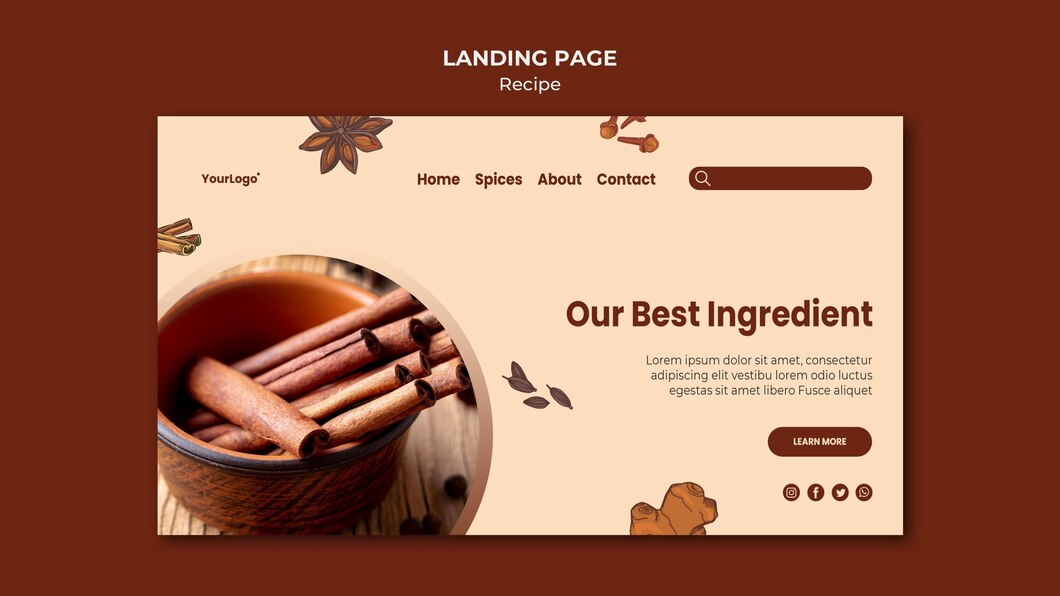 LANDING PAGE
Recipe
YourLogo
Home Spices About Contact
Our Best Ingredient
Lorem ipsum dolor sit amet, consectetur
adipiscing elit vestibu lorem odio luctus
egestas sit amet libero Fusce aliquet
LEARN MORE